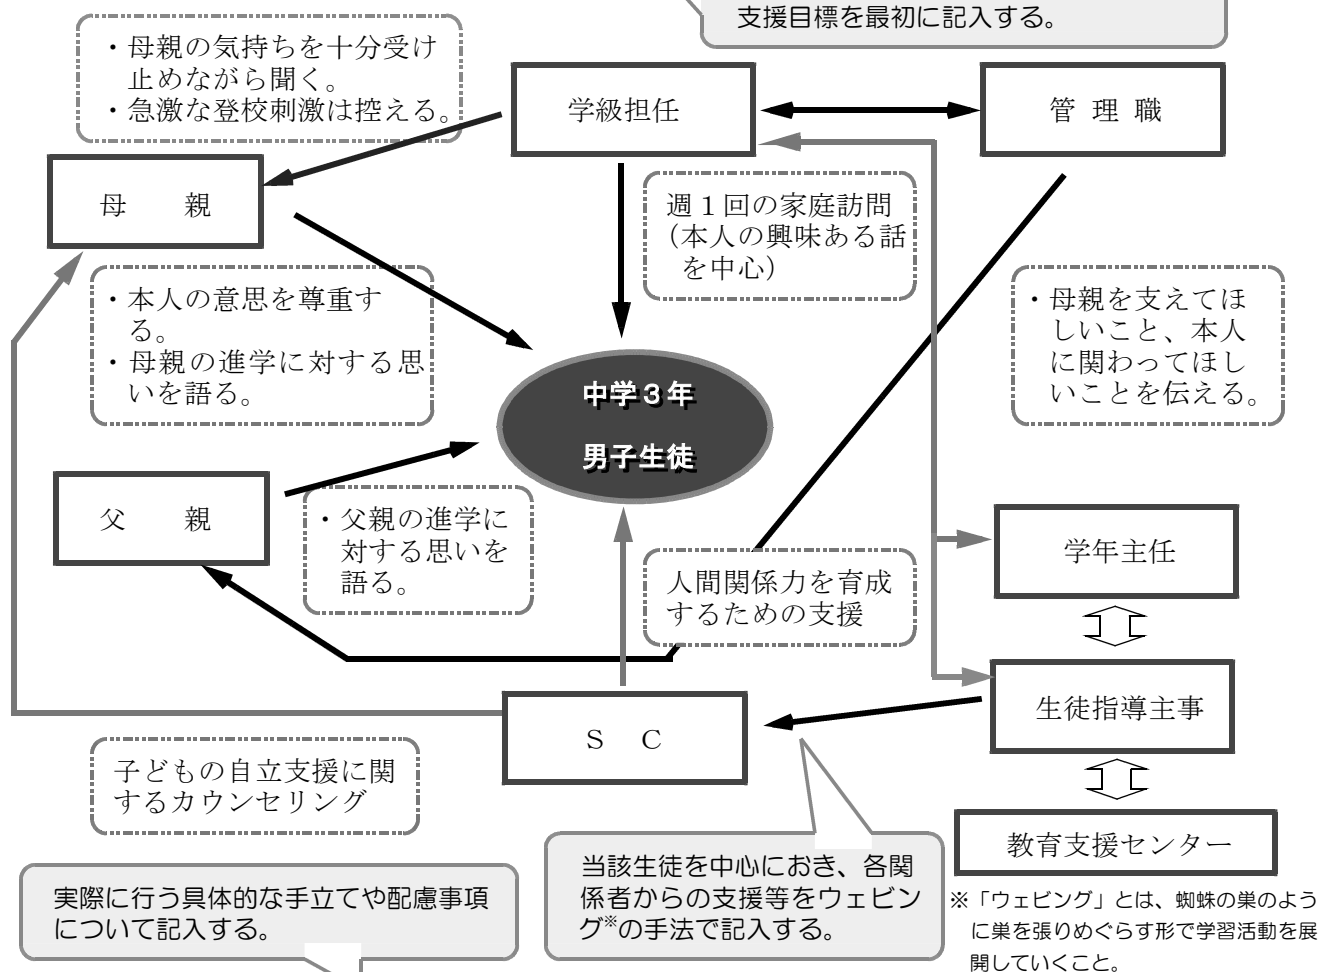 支援目標を最初に記入する。
・母親の気持ちを十分受け
止めながら聞く。
・急激な登校刺激は控える。
学級担任
管 理 職
母　親
週１回の家庭訪問
（本人の興味ある話
を中心）
・本人の意思を尊重す
る。
・母親の進学に対する思
いを語る。
・母親を支えてほ
しいこと、本人
に関わってほし
いことを伝える。
中学３年
男子生徒
父　親
・父親の進学に
対する思いを
語る。
人間関係力を育成
するための支援
学年主任
生徒指導主事
Ｓ　Ｃ
子どもの自立支援に関
するカウンセリング
教育支援センター
実際に行う具体的な手立てや配慮事項
について記入する。
当該生徒を中心におき、各関
係者からの支援等をウェビン
グ※の手法で記入する。
※「ウェビング」とは、蜘蛛の巣のよう
に巣を張りめぐらす形で学習活動を展
開していくこと。